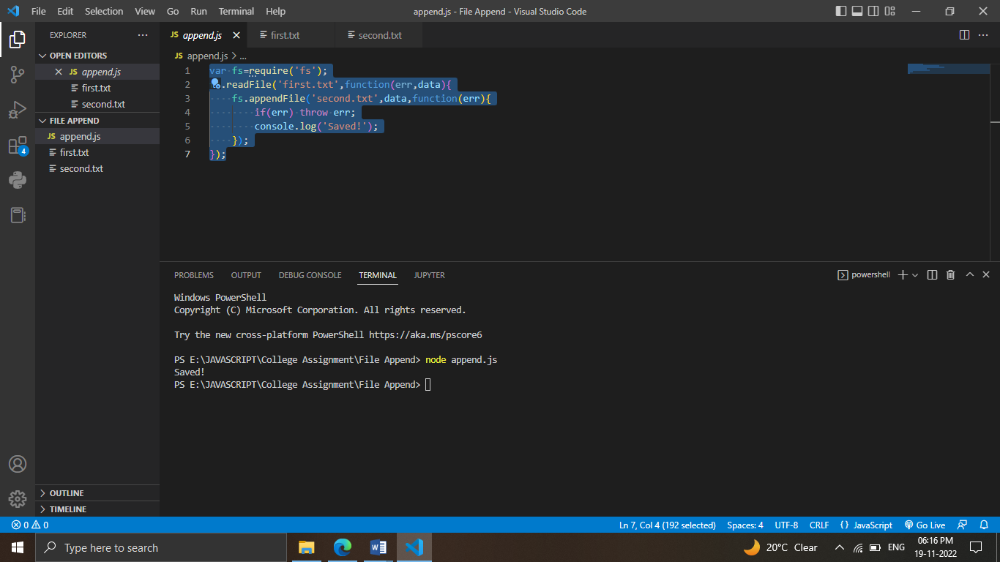 File Edit Selection View Go Run Terminal Help append.js - File Append - Visual Studio Code
EXPLORER
OPEN EDITORS
JS append.js
first.txt
second.txt
FILE APPEND
JS append.js
first.txt
second.txt
OUTLINE
TIMELINE
4
JS append.js first.txt second.txt
JS append.js > ...
1 var fs=require('fs');
2 .readFile('first.txt',function(err,data){
3 fs.appendFile('second.txt',data,function(err){
4 if(err) throw err;
5 console.log('Saved!');
6 });
7 });
PROBLEMS OUTPUT DEBUG CONSOLE TERMINAL JUPYTER powershell
Windows PowerShell
Copyright (C) Microsoft Corporation. All rights reserved.
Try the new cross-platform PowerShell https://aka.ms/pscore6
PS E:\JAVASCRIPT\College Assignment\File Append> node append.js
Saved!
PS E:\JAVASCRIPT\College Assignment\File Append>
0 0 Ln 7, Col 4 (192 selected) Spaces: 4 UTF-8 CRLF {} JavaScript Go Live
Type here to search
20°C Clear ENG
06:16 PM
19-11-2022